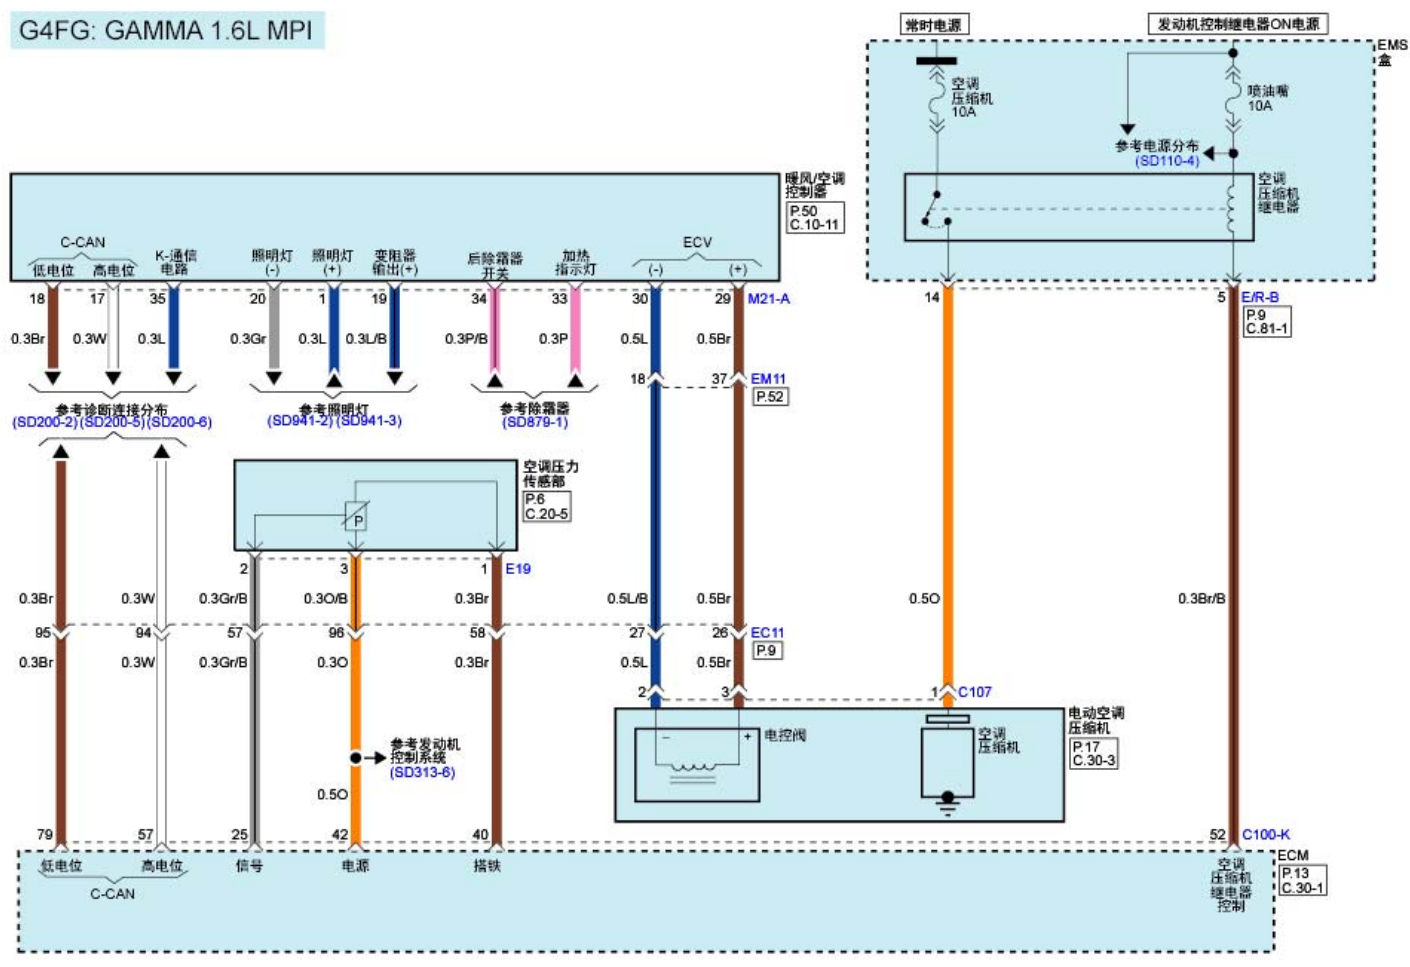 G4FG: GAMMA 1.6L MPI
常时电源
发动机控制继电器ON电源
EMS
盒
空调
压缩机
10A
喷油嘴
10A
参考电源分布
(SD110-4)
空调
压缩机
继电器
暖风/空调
控制器
P.50
C.10-11
C-CAN
低电位
高电位
K-通信
电路
照明灯
(-)
照明灯
(+)
变阻器
输出(+)
后除霜器
开关
加热
指示灯
ECV
(-)
(+)
18
17
35
20
1
19
34
33
30
29
M21-A
14
5
E/R-B
P.9
C.81-1
0.3Br
0.3W
0.3L
0.3Gr
0.3L
0.3L/B
0.3P/B
0.3P
0.5L
0.5Br
18
37
EM11
P.52
参考诊断连接分布
(SD200-2)(SD200-5)(SD200-6)
参考照明灯
(SD941-2)(SD941-3)
参考除霜器
(SD879-1)
空调压力
传感部
P.6
C.20-5
P
2
3
1
E19
0.3Br
0.3W
0.3Gr/B
0.3O/B
0.3Br
0.5L/B
0.5Br
0.5O
0.3Br/B
95
94
57
96
58
27
26
EC11
P.9
0.3Br
0.3W
0.3Gr/B
0.3O
0.3Br
0.5L
0.5Br
2
3
1
C107
参考发动机
控制系统
(SD313-6)
0.5O
-
+
电控阀
空调
压缩机
电动空调
压缩机
P.17
C.30-3
79
57
25
42
40
52
C100-K
低电位
高电位
信号
电源
搭铁
C-CAN
空调
压缩机
继电器
控制
ECM
P.13
C.30-1